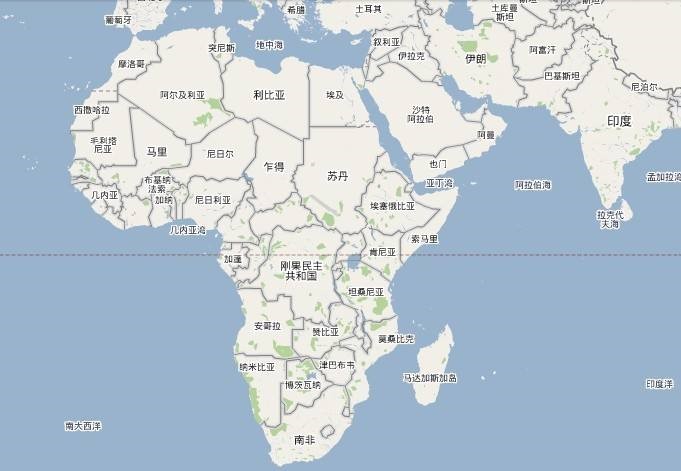 希腊
土耳其
土库曼
斯坦
葡萄牙
突尼斯
地中海
叙利亚
伊拉克
伊朗
阿富汗
巴基斯坦
尼泊尔
摩洛哥
阿尔及利亚
利比亚
埃及
沙特
阿拉伯
印度
西撒哈拉
阿曼
毛利塔
尼亚
马里
尼日尔
乍得
苏丹
也门
亚丁湾
阿拉伯海
孟加拉湾
布基纳
法索
几内亚
加纳
尼日利亚
埃塞俄比亚
拉克代
夫海
几内亚湾
索马里
加蓬
刚果民主
共和国
肯尼亚
坦桑尼亚
安哥拉
赞比亚
莫桑比克
纳米比亚
津巴布韦
博茨瓦纳
马达加斯加岛
印度洋
南大西洋
南非